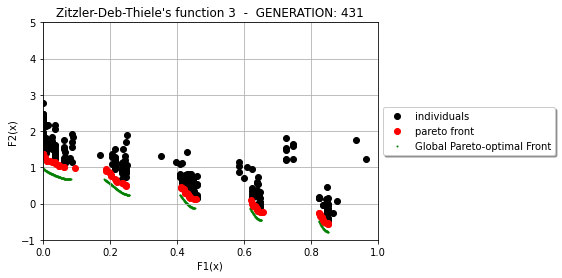 Zitzler-Deb-Thiele's function 3  -  GENERATION: 431
5
4
3
2
1
0
−1
F2(x)
0.0 0.2 0.4 0.6 0.8 1.0
F1(x)
individuals
pareto front
Global Pareto-optimal Front